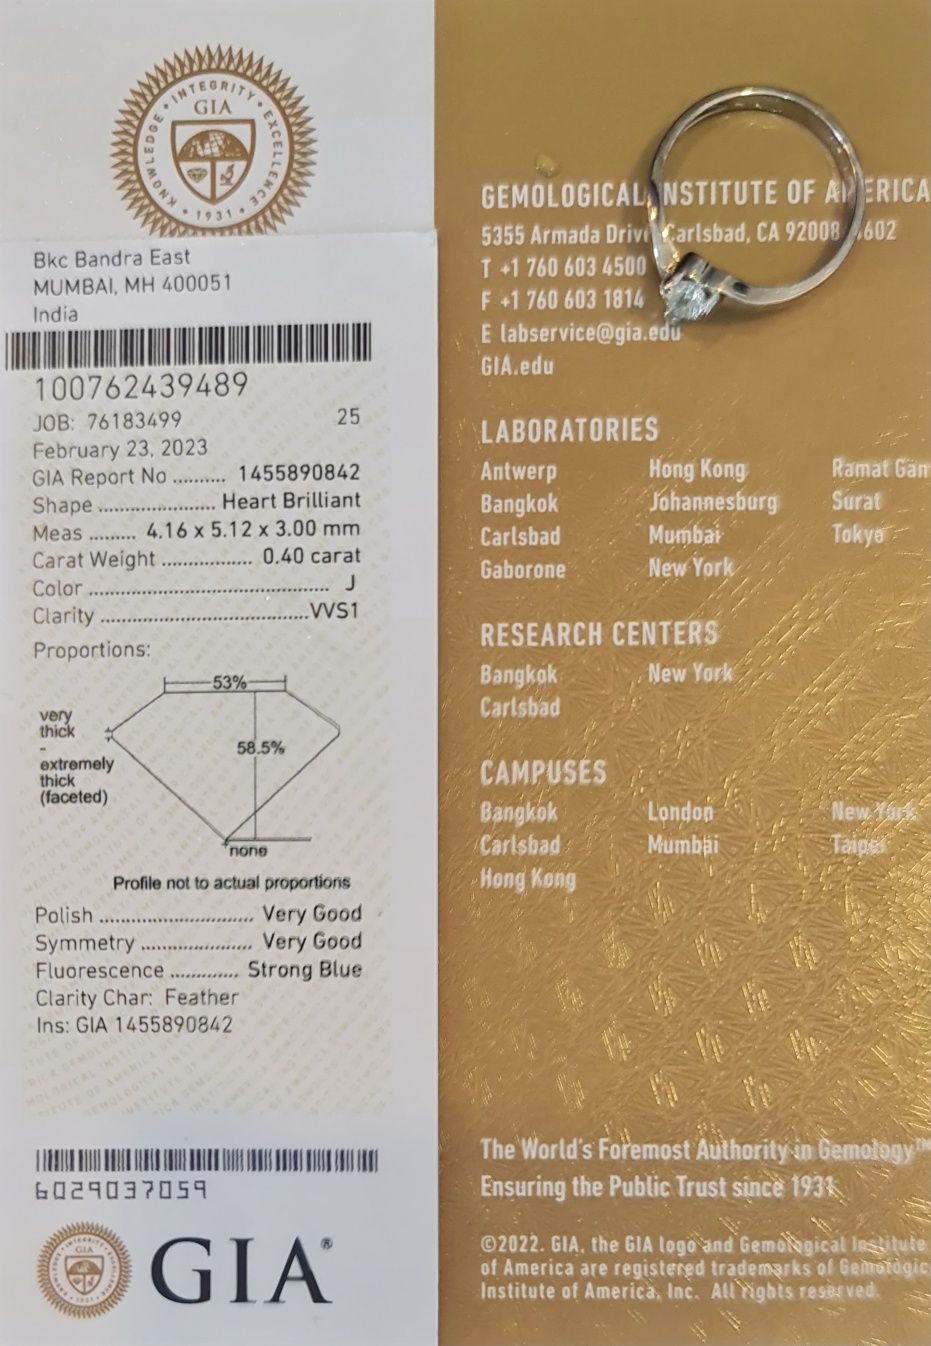 KNOWLEDGE • INTEGRITY • EXCELLENCE
GIA
• 1931 •
Bkc Bandra East
MUMBAI, MH 400051
India
100762439489
JOB: 76183499 25
February 23, 2023
GIA Report No .......... 1455890842
Shape ...................... Heart Brilliant
Meas ......... 4.16 x 5.12 x 3.00 mm
Carat Weight ................. 0.40 carat
Color ............................................. J
Clarity ........................................ VVS1
Proportions:
53%
very
thick
-
extremely
thick
(faceted)
58.5%
none
Profile not to actual proportions
Polish ............................ Very Good
Symmetry .................... Very Good
Fluorescence ............. Strong Blue
Clarity Char: Feather
Ins: GIA 1455890842
6029037059
GIA
GIA®
GEMOLOGICAL INSTITUTE OF AMERICA
5355 Armada Drive Carlsbad, CA 92008 4602
T +1 760 603 4500
F +1 760 603 1814
E labservice@gia.edu
GIA.edu
LABORATORIES
Antwerp Hong Kong Ramat Gan
Bangkok Johannesburg Surat
Carlsbad Mumbai Tokyo
Gaborone New York
RESEARCH CENTERS
Bangkok New York
Carlsbad
CAMPUSES
Bangkok London New York
Carlsbad Mumbai Taipei
Hong Kong
The World's Foremost Authority in Gemology™
Ensuring the Public Trust since 1931
©2022. GIA, the GIA logo and Gemological Institute
of America are registered trademarks of Gemologic
Institute of America, Inc. All rights reserved.